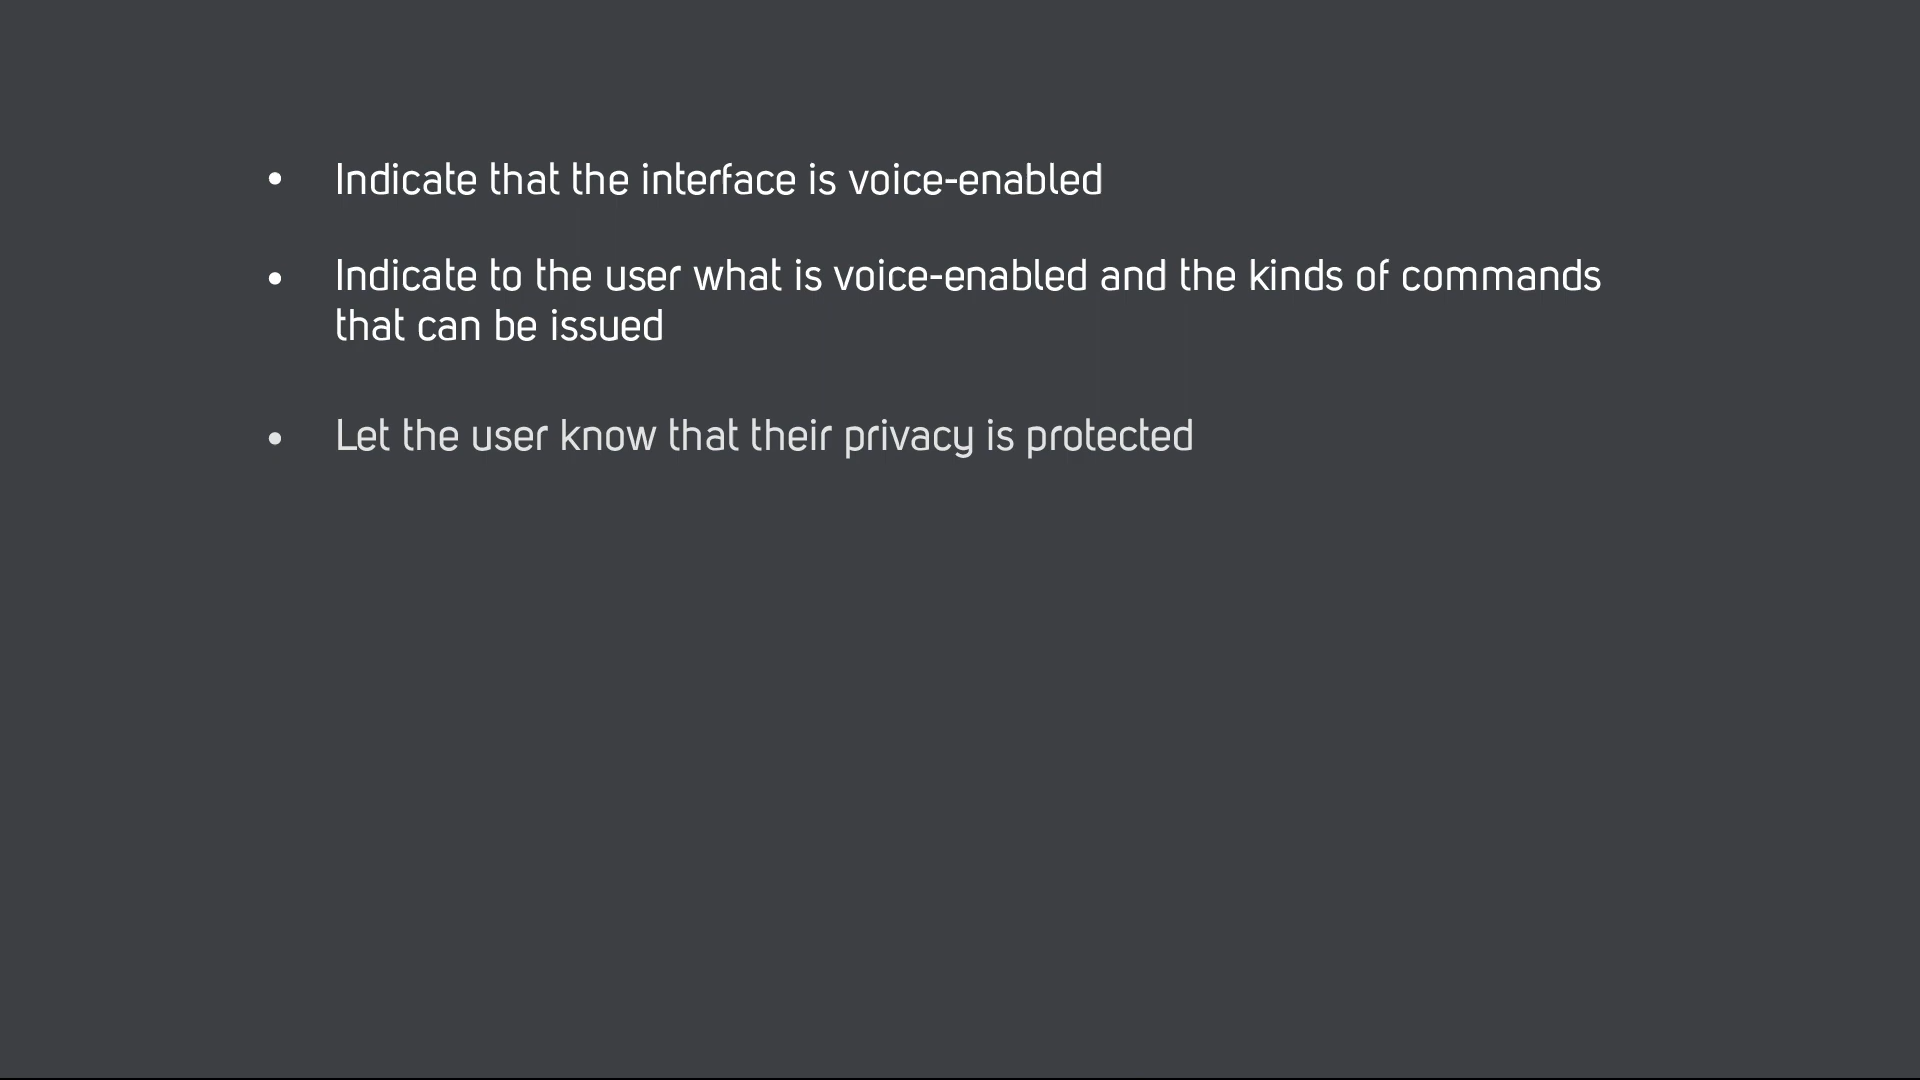 • Indicate that the interface is voice-enabled
• Indicate to the user what is voice-enabled and the kinds of commands
that can be issued
• Let the user know that their privacy is protected